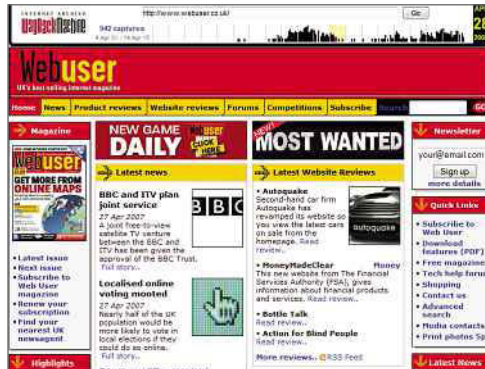 INTERNET ARCHIVE
WayBack Machine
http://www.webuser.co.uk/
Go
942 captures
APR
28
Webuser
UK's best selling internet magazine
Home News Product reviews Website reviews Forums Competitions Subscribe Search GO
Magazine
webuser
GET MORE FROM
ONLINE MAPS
• Latest issue
• Next issue
• Subscribe to
Web User
magazine
• Renew your
subscription
• Find your
nearest UK
newsagent
Highlights
NEW GAME
DAILY
webuser
CLICK
HERE
Latest news
BBC and ITV plan
joint service
27 Apr 2007
A joint free-to-view
satellite TV venture
between the BBC and
ITV has been given the
approval of the BBC Trust.
Full story..
BBC
Localised online
voting mooted
27 Apr 2007
Nearly half of the UK
population would be
more likely to vote in
local elections if they
could do so online.
Full story..
NEW!
MOST WANTED
Latest Website Reviews
• Autoquake
Second-hand car firm
Autoquake has
revamped its website so
you view the latest cars
on sale from the
homepage. Read
review..
autoquake
• MoneyMadeClear Money
This new website from The Financial
Services Authority (FSA), gives
information about financial products
and services. Read review..
• Bottle Talk
Read review..
• Action for Blind People
Read review..
More reviews.. RSS Feed
Newsletter
your@email.com
Sign up
more details
Quick Links
• Subscribe to
Web User
• Download
features (PDF)
• Free magazine
• Tech help forum
• Shopping
• Contact us
• Advanced
search
• Media contacts
• Print photos
Latest News